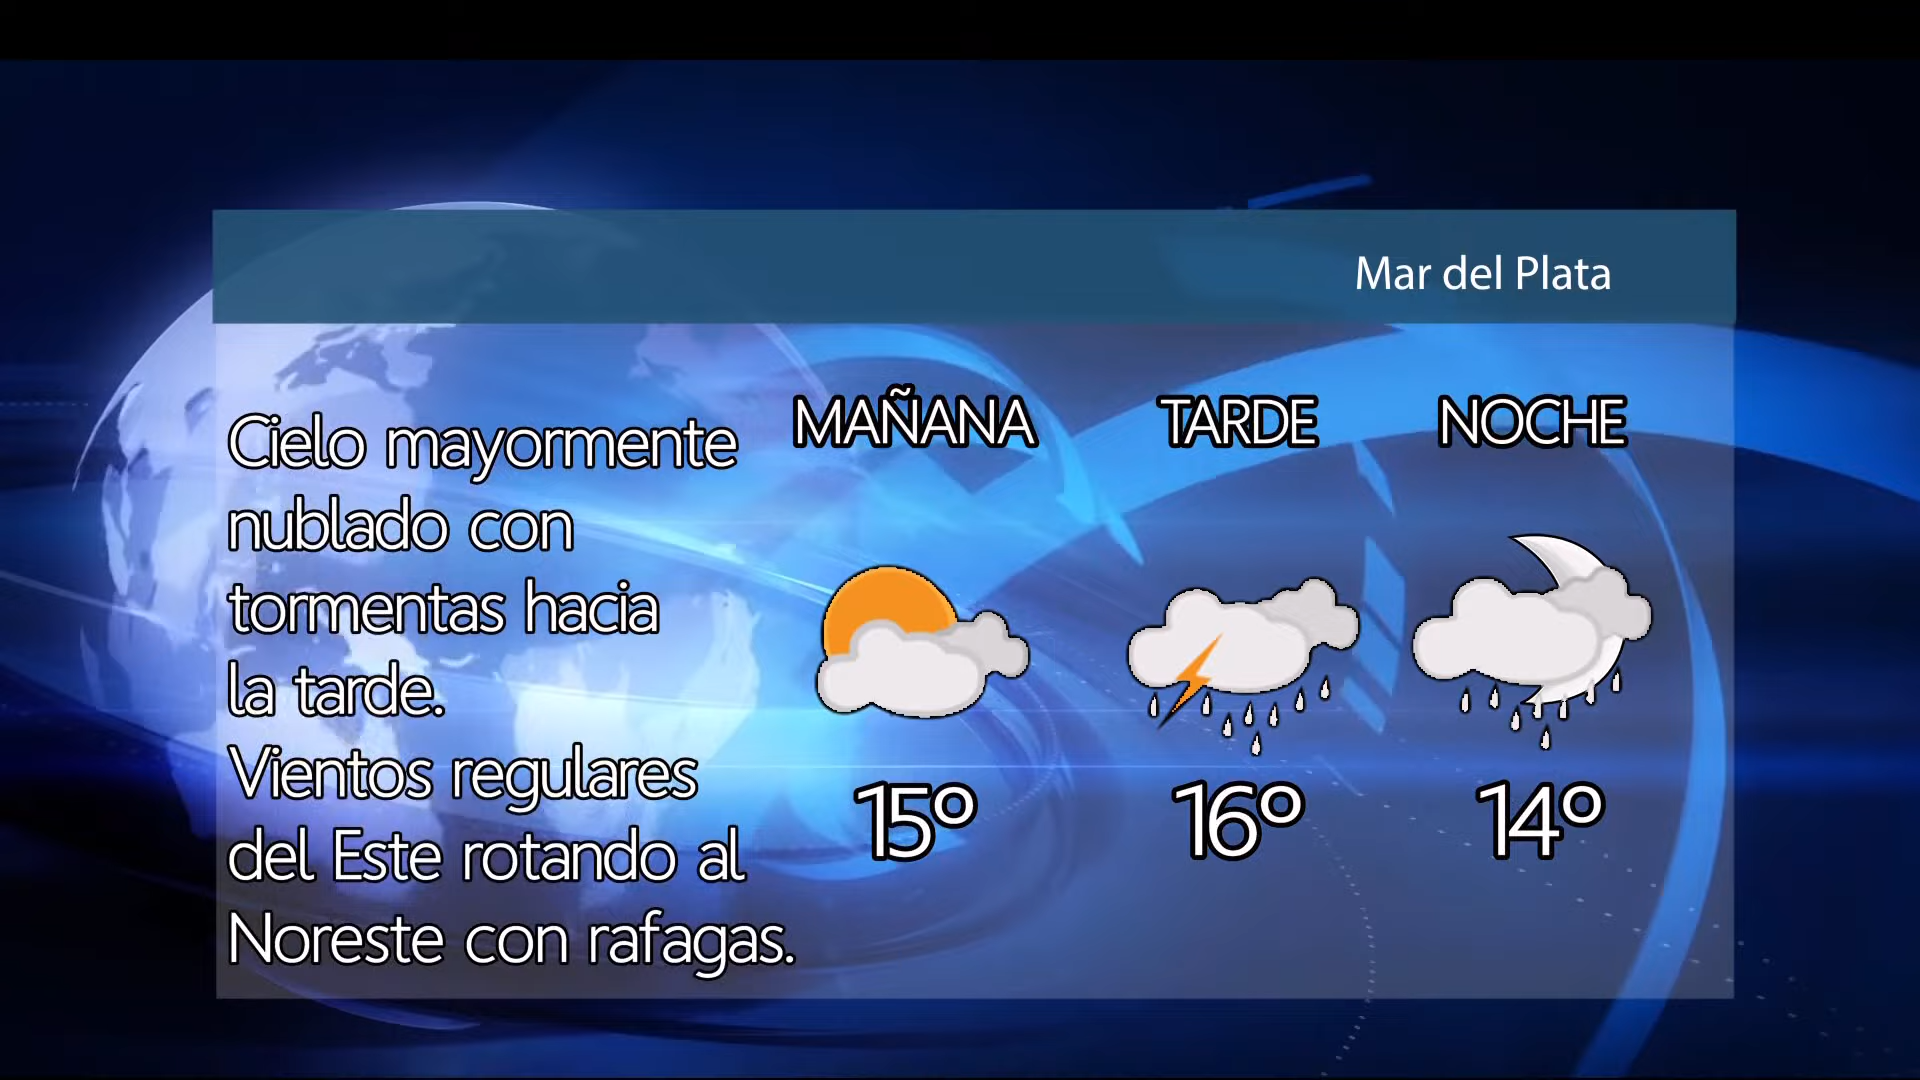 Mar del Plata
Cielo mayormente
nublado con
tormentas hacia
la tarde.
Vientos regulares
del Este rotando al
Noreste con rafagas.
MAÑANA TARDE NOCHE
15º 16º 14º